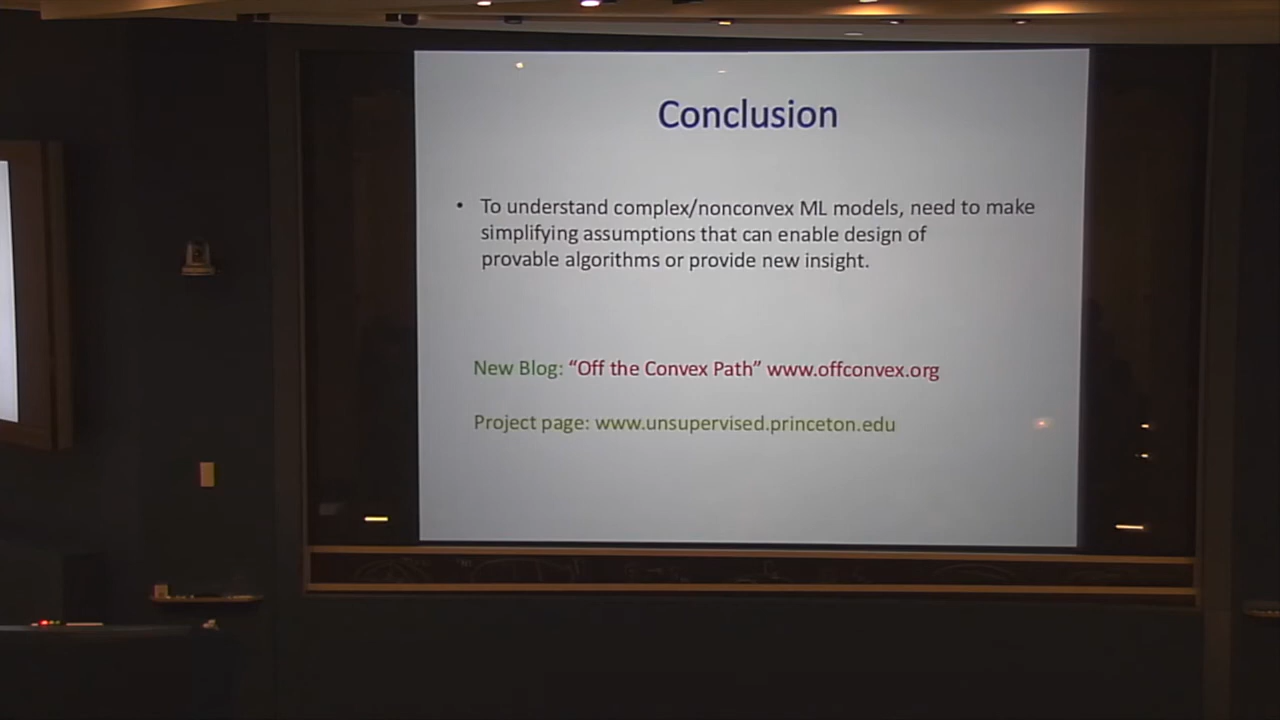 Conclusion
• To understand complex/nonconvex ML models, need to make
simplifying assumptions that can enable design of
provable algorithms or provide new insight.
New Blog: “Off the Convex Path” www.offconvex.org
Project page: www.unsupervised.princeton.edu